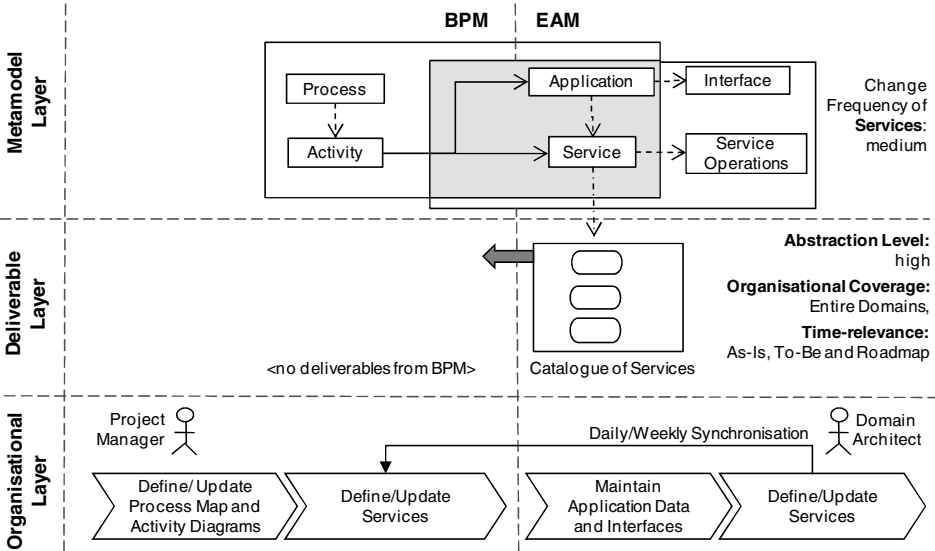 BPM
EAM
Metamodel
Layer
Process
Activity
Application
Service
Interface
Service
Operations
Change
Frequency of
Services:
medium
Deliverable
Layer
<no deliverables from BPM>
Catalogue of Services
Abstraction Level:
high
Organisational Coverage:
Entire Domains,
Time-relevance:
As-Is, To-Be and Roadmap
Organisational
Layer
Project
Manager
Daily/Weekly Synchronisation
Domain
Architect
Define/Update
Process Map and
Activity Diagrams
Define/Update
Services
Maintain
Application Data
and Interfaces
Define/Update
Services